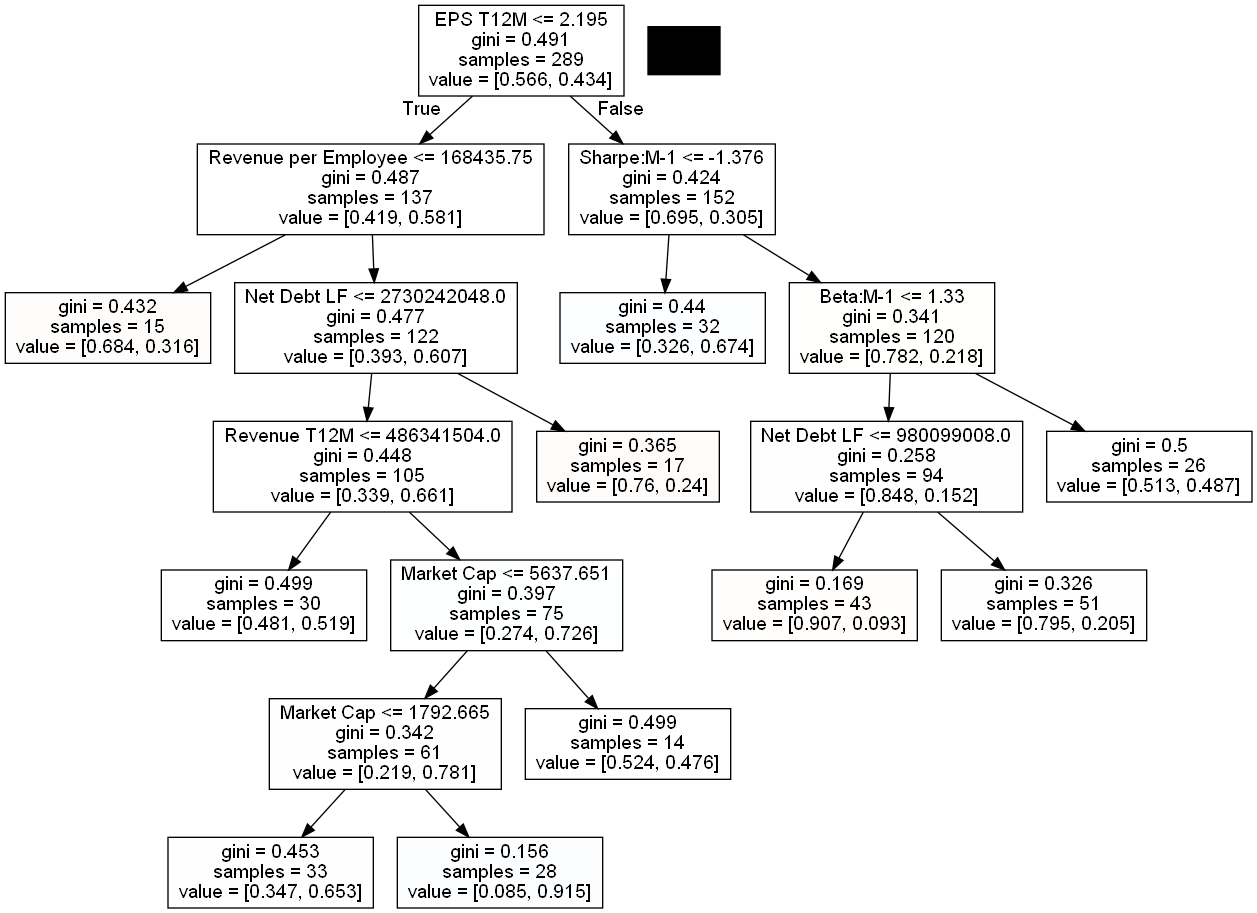 EPS T12M <= 2.195
gini = 0.491
samples = 289
value = [0.566, 0.434]
True
False
Revenue per Employee <= 168435.75
gini = 0.487
samples = 137
value = [0.419, 0.581]
Sharpe:M-1 <= -1.376
gini = 0.424
samples = 152
value = [0.695, 0.305]
gini = 0.432
samples = 15
value = [0.684, 0.316]
Net Debt LF <= 2730242048.0
gini = 0.477
samples = 122
value = [0.393, 0.607]
gini = 0.44
samples = 32
value = [0.326, 0.674]
Beta:M-1 <= 1.33
gini = 0.341
samples = 120
value = [0.782, 0.218]
Revenue T12M <= 486341504.0
gini = 0.448
samples = 105
value = [0.339, 0.661]
gini = 0.365
samples = 17
value = [0.76, 0.24]
Net Debt LF <= 980099008.0
gini = 0.258
samples = 94
value = [0.848, 0.152]
gini = 0.5
samples = 26
value = [0.513, 0.487]
gini = 0.499
samples = 30
value = [0.481, 0.519]
Market Cap <= 5637.651
gini = 0.397
samples = 75
value = [0.274, 0.726]
gini = 0.169
samples = 43
value = [0.907, 0.093]
gini = 0.326
samples = 51
value = [0.795, 0.205]
Market Cap <= 1792.665
gini = 0.342
samples = 61
value = [0.219, 0.781]
gini = 0.499
samples = 14
value = [0.524, 0.476]
gini = 0.453
samples = 33
value = [0.347, 0.653]
gini = 0.156
samples = 28
value = [0.085, 0.915]